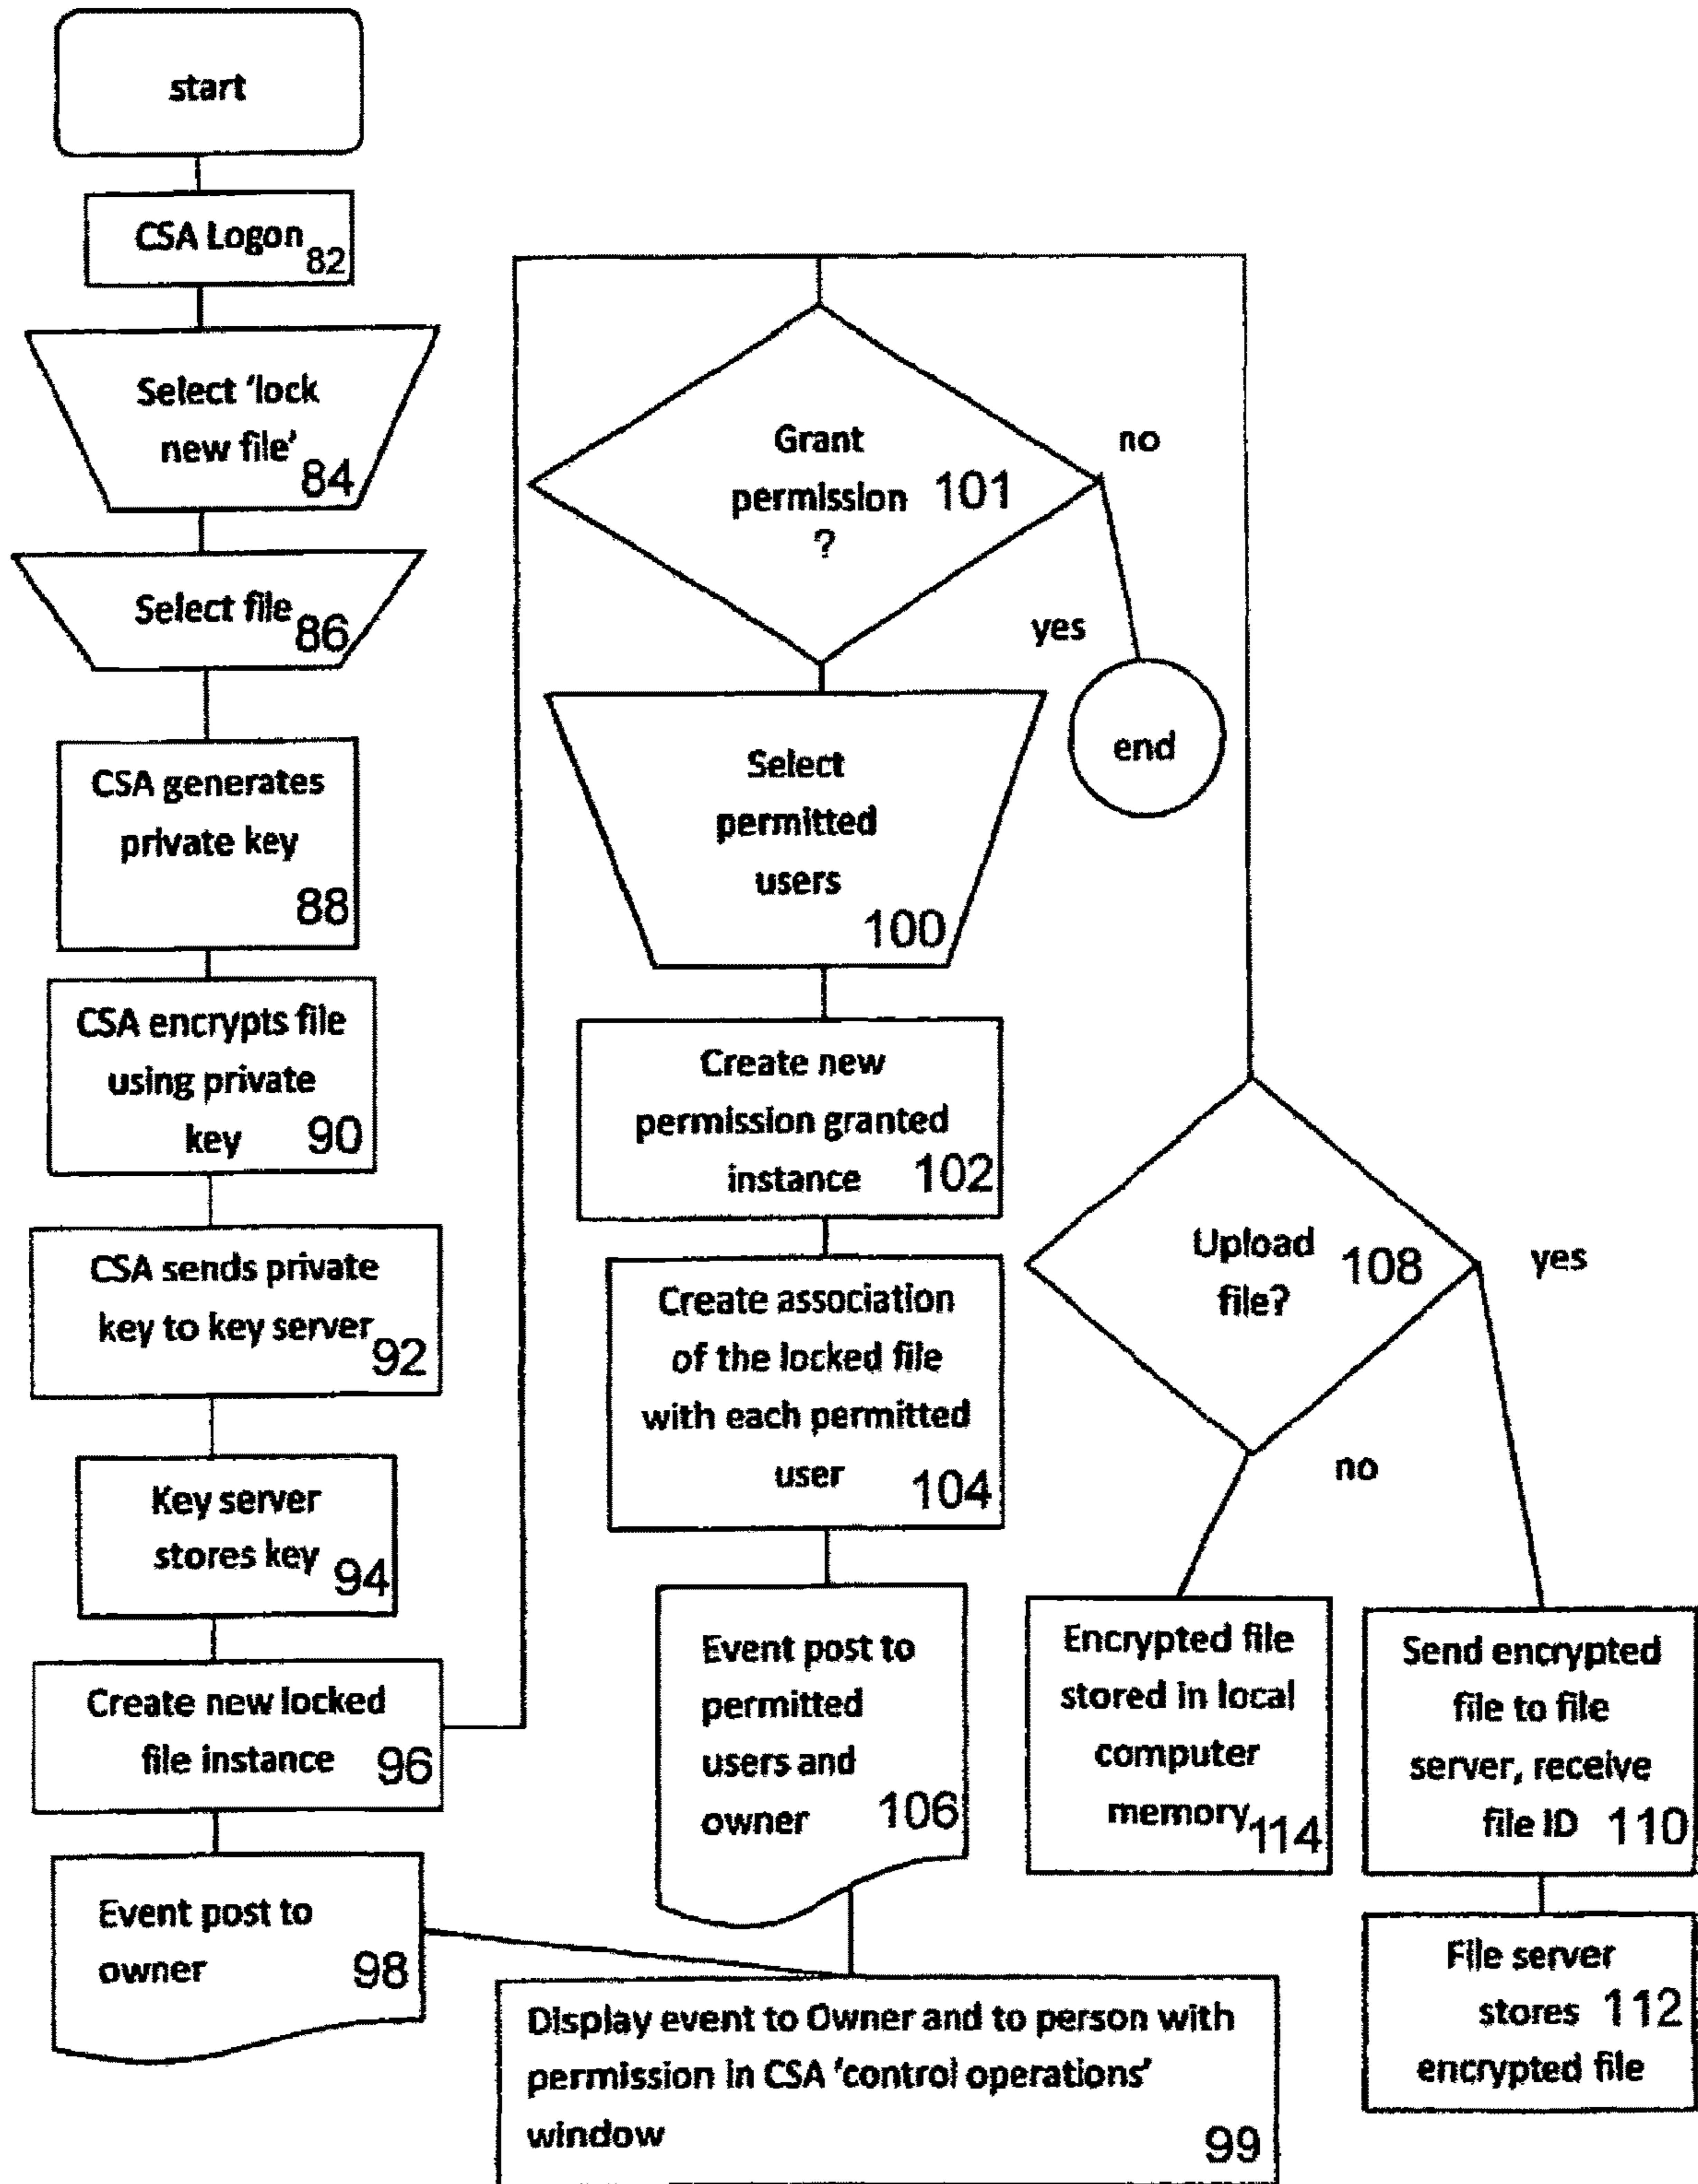 start
CSA Logon
82
Select ‘lock
new file’
84
Select file
86
CSA generates
private key
88
CSA encrypts file
using private
key 90
CSA sends private
key to key server
92
Key server
stores key
94
Create new locked
file instance 96
Event post to
owner 98
Grant
permission 101
?
no
yes
end
Select
permitted
users
100
Create new
permission granted
instance 102
Create association
of the locked file
with each permitted
user 104
Event post to
permitted
users and
owner 106
Display event to Owner and to person with
permission in CSA ‘control operations’
window
99
Upload
file? 108
yes
no
Encrypted file
stored in local
computer
memory
114
Send encrypted
file to file
server, receive
file ID 110
File server
stores 112
encrypted file